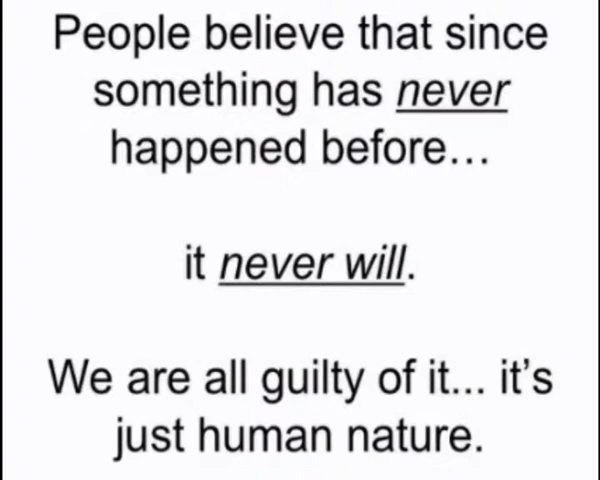 People believe that since
something has never
happened before...
it never will.
We are all guilty of it... it's
just human nature.